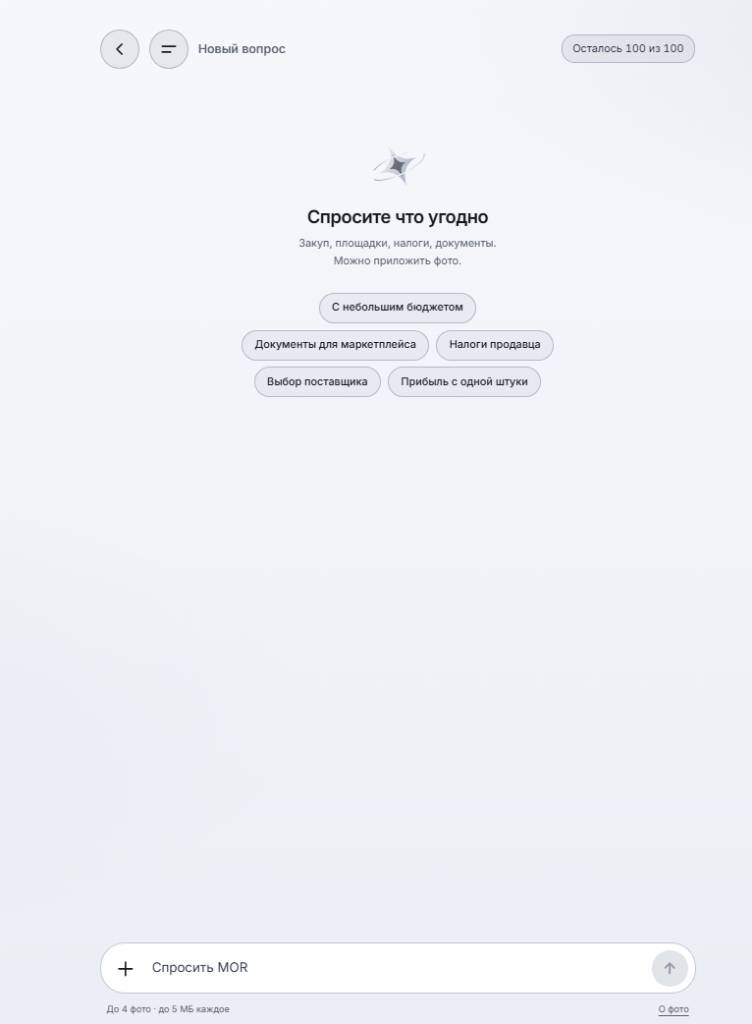 Новый вопрос
Осталось 100 из 100
Спросите что угодно
Закуп, площадки, налоги, документы.
Можно приложить фото.
С небольшим бюджетом
Документы для маркетплейса
Налоги продавца
Выбор поставщика
Прибыль с одной штуки
Спросить MOR
До 4 фото · до 5 МБ каждое
О фото